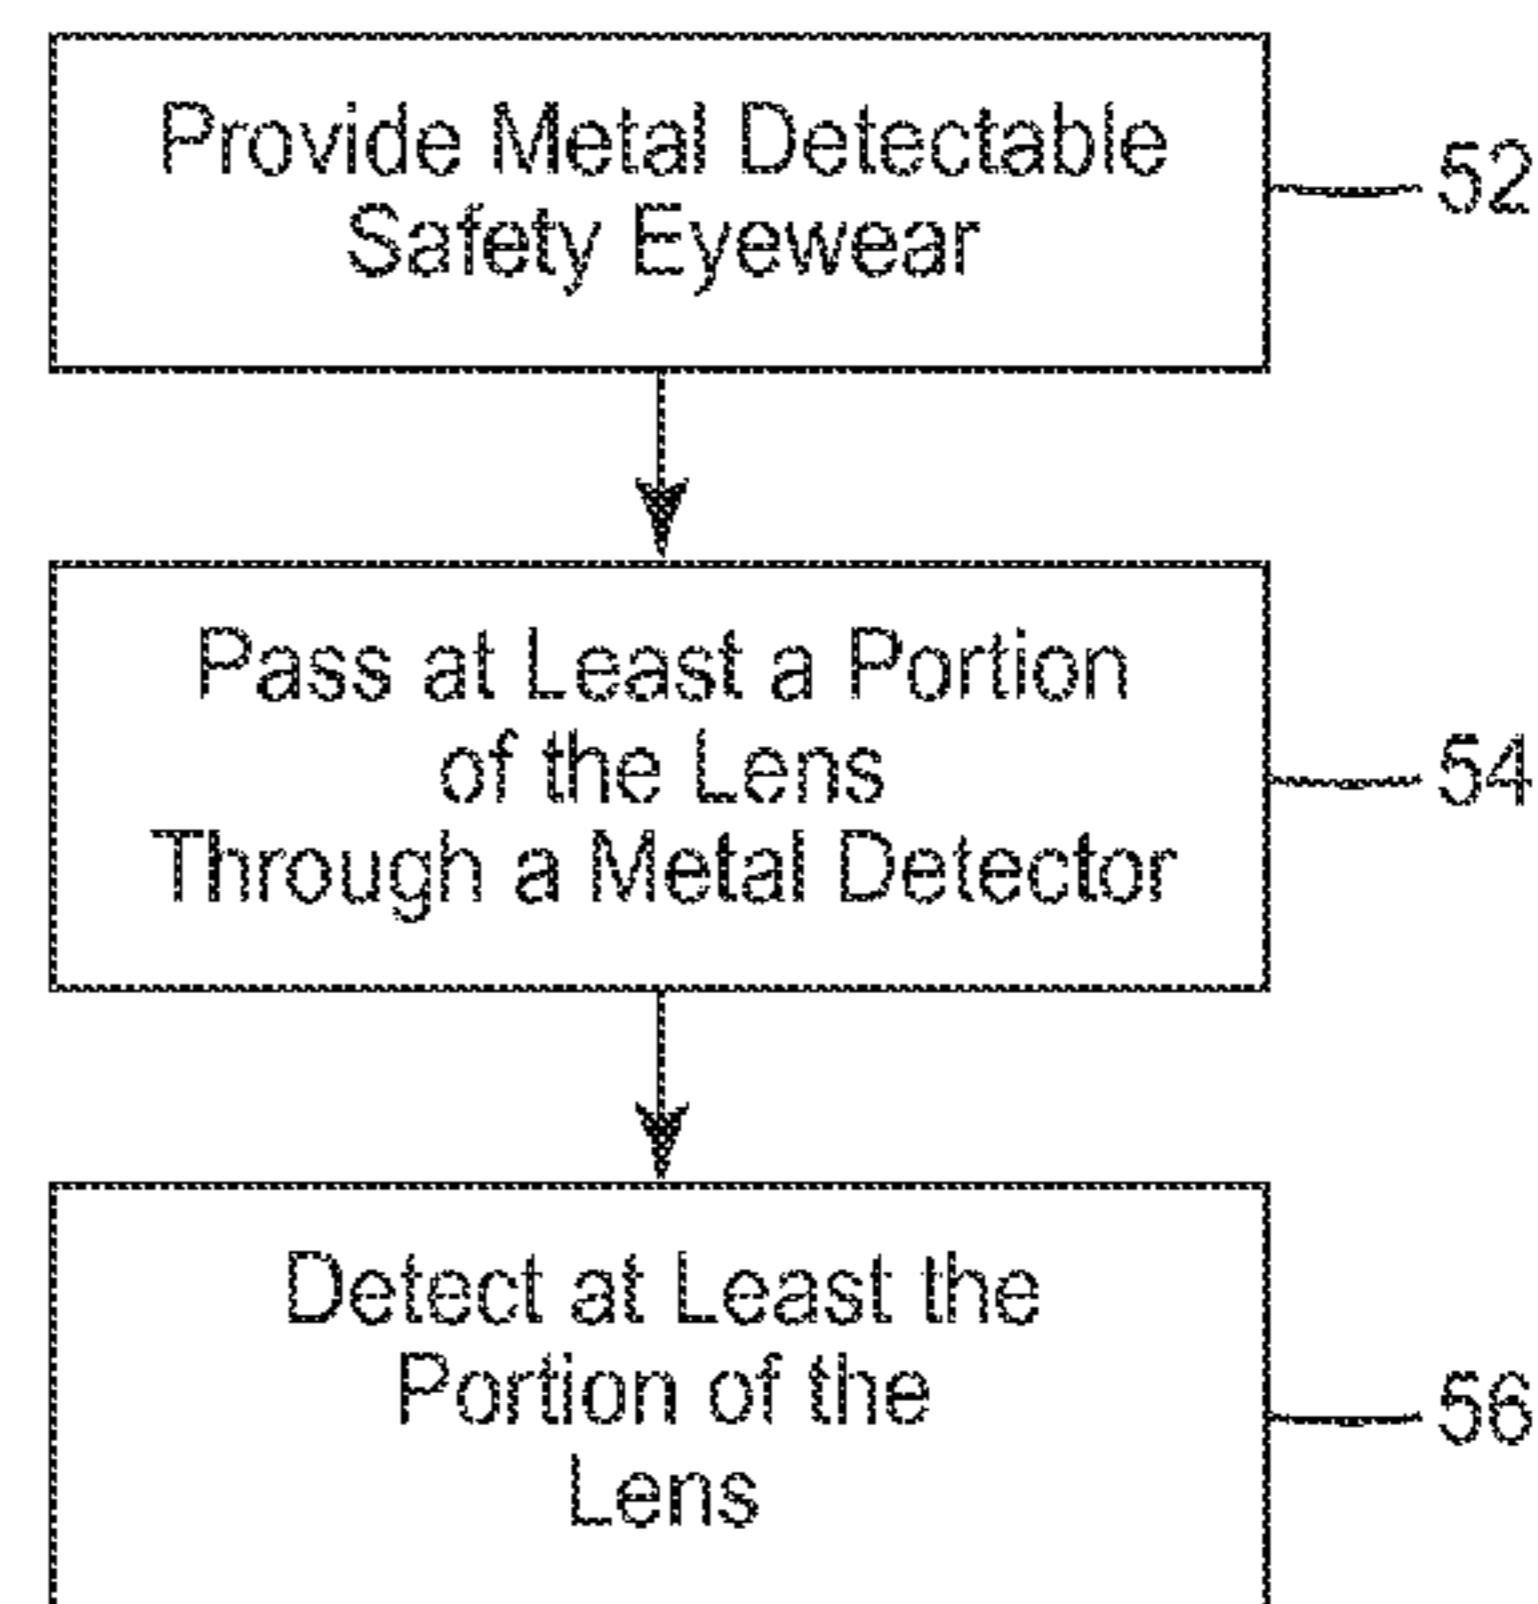 Provide Metal Detectable
Safety Eyewear
52
Pass at Least a Portion
of the Lens
Through a Metal Detector
54
Detect at Least the
Portion of the
Lens
56